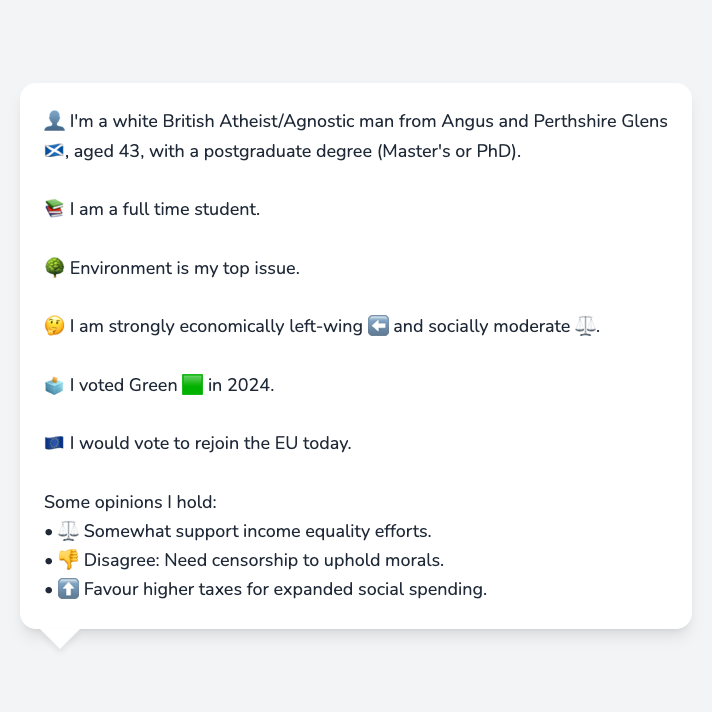 👤 I'm a white British Atheist/Agnostic man from Angus and Perthshire Glens
🏴󠁧󠁢󠁳󠁣󠁴󠁿, aged 43, with a postgraduate degree (Master's or PhD).
📚 I am a full time student.
🌳 Environment is my top issue.
🤔 I am strongly economically left-wing ⬅️ and socially moderate ⚖️.
🗳️ I voted Green 🟩 in 2024.
🇪🇺 I would vote to rejoin the EU today.
Some opinions I hold:
• ⚖️ Somewhat support income equality efforts.
• 👎 Disagree: Need censorship to uphold morals.
• ⬆️ Favour higher taxes for expanded social spending.